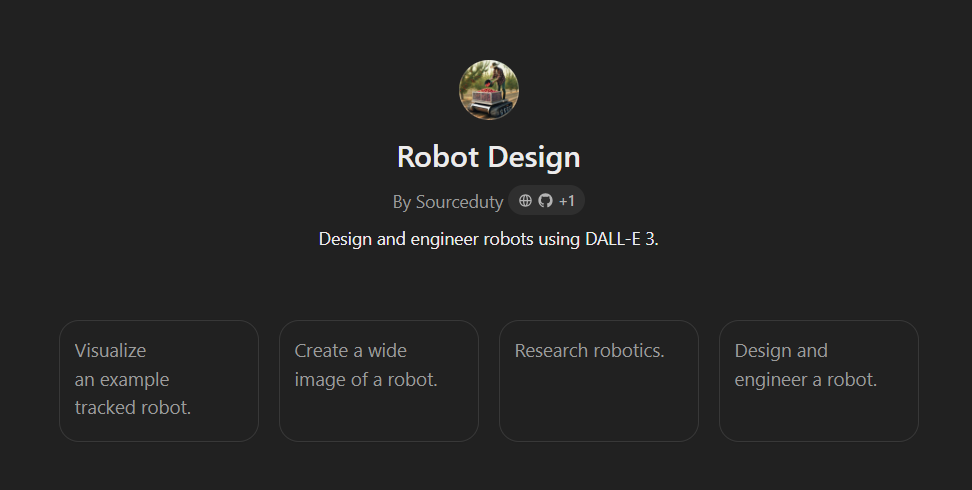 Robot Design
By Sourceduty +1
Design and engineer robots using DALL-E 3.
Visualize
an example
tracked robot.
Create a wide
image of a robot.
Research robotics.
Design and
engineer a robot.